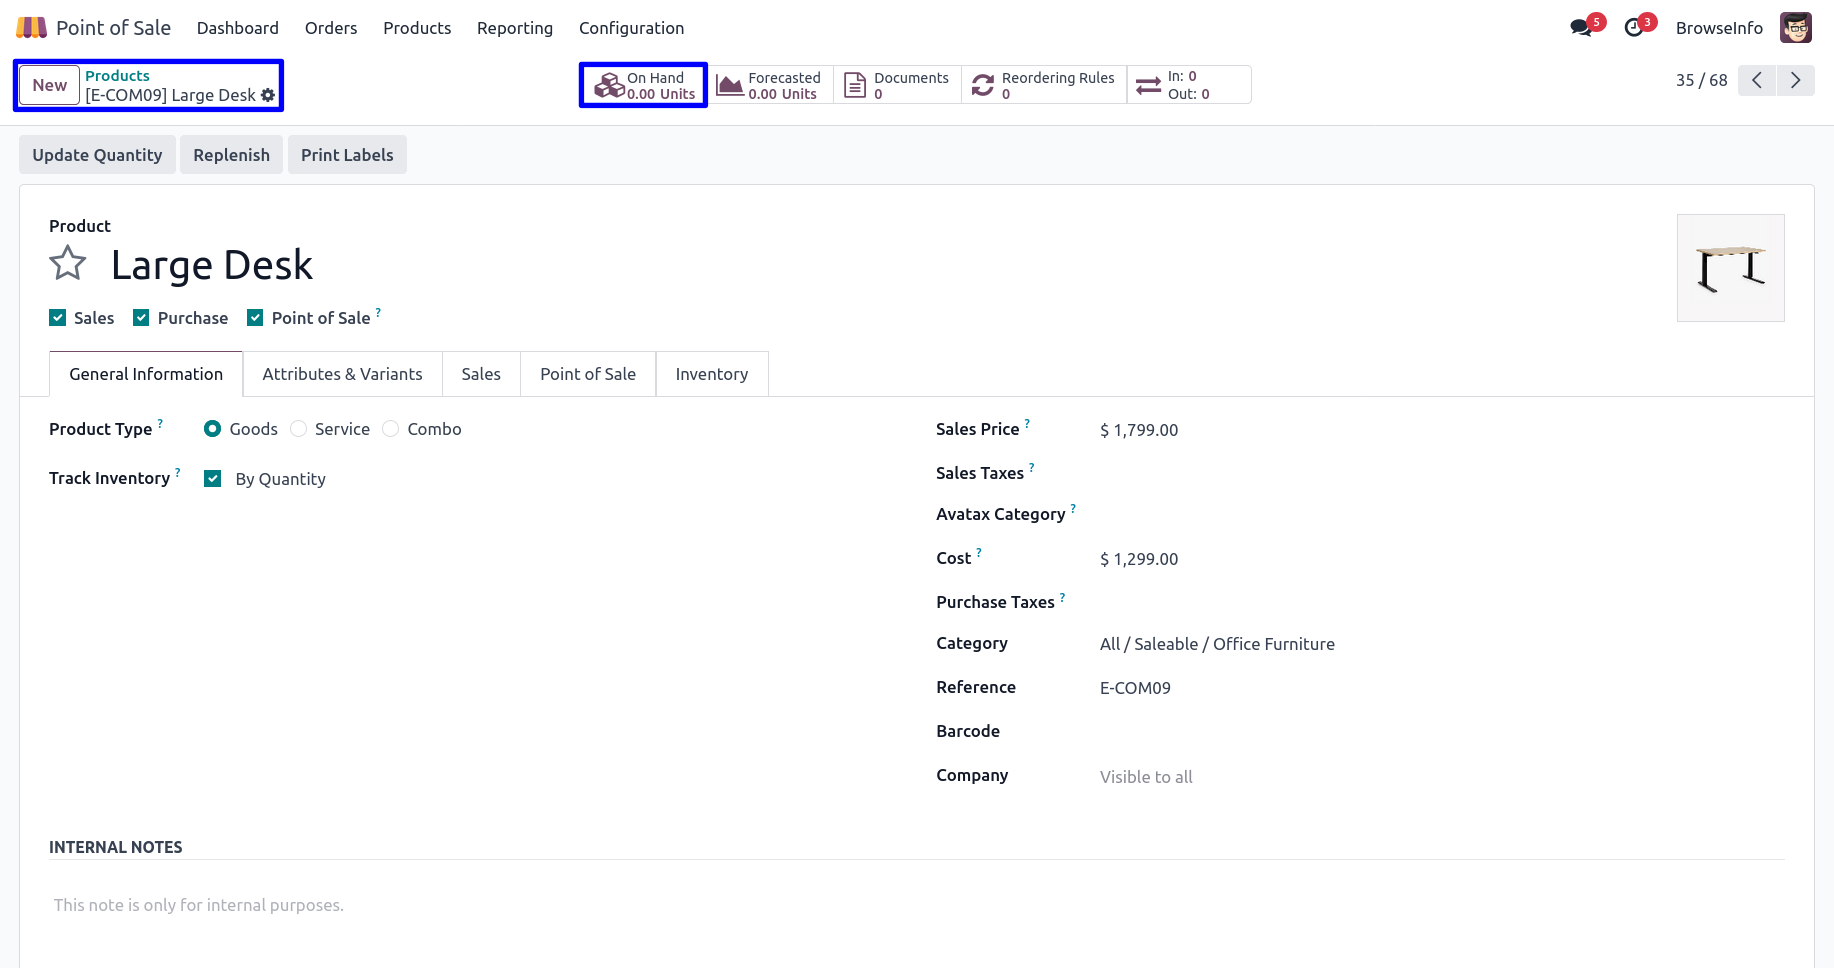 Point of Sale Dashboard Orders Products Reporting Configuration 5 3 BrowseInfo
New Products
[E-COM09] Large Desk
On Hand
0.00 Units
Forecasted
0.00 Units
Documents
0
Reordering Rules
0
In: 0
Out: 0
35 / 68
Update Quantity Replenish Print Labels
Product
Large Desk
Sales Purchase Point of Sale ?
General Information Attributes & Variants Sales Point of Sale Inventory
Product Type ? Goods Service Combo
Track Inventory ? By Quantity
Sales Price ? $ 1,799.00
Sales Taxes ?
Avatax Category ?
Cost ? $ 1,299.00
Purchase Taxes ?
Category All / Saleable / Office Furniture
Reference E-COM09
Barcode
Company Visible to all
INTERNAL NOTES
This note is only for internal purposes.